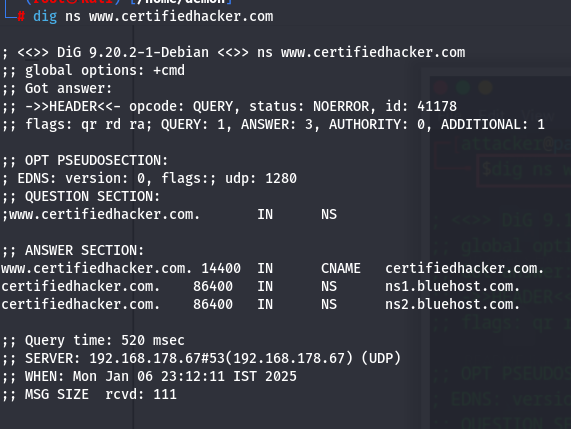 # dig ns www.certifiedhacker.com
; <<>> DiG 9.20.2-1-Debian <<>> ns www.certifiedhacker.com
;; global options: +cmd
;; Got answer:
;; ->>HEADER<<- opcode: QUERY, status: NOERROR, id: 41178
;; flags: qr rd ra; QUERY: 1, ANSWER: 3, AUTHORITY: 0, ADDITIONAL: 1
;; OPT PSEUDOSECTION:
; EDNS: version: 0, flags:; udp: 1280
;; QUESTION SECTION:
;www.certifiedhacker.com. IN NS
;; ANSWER SECTION:
www.certifiedhacker.com. 14400 IN CNAME certifiedhacker.com.
certifiedhacker.com. 86400 IN NS ns1.bluehost.com.
certifiedhacker.com. 86400 IN NS ns2.bluehost.com.
;; Query time: 520 msec
;; SERVER: 192.168.178.67#53(192.168.178.67) (UDP)
;; WHEN: Mon Jan 06 23:12:11 IST 2025
;; MSG SIZE rcvd: 111